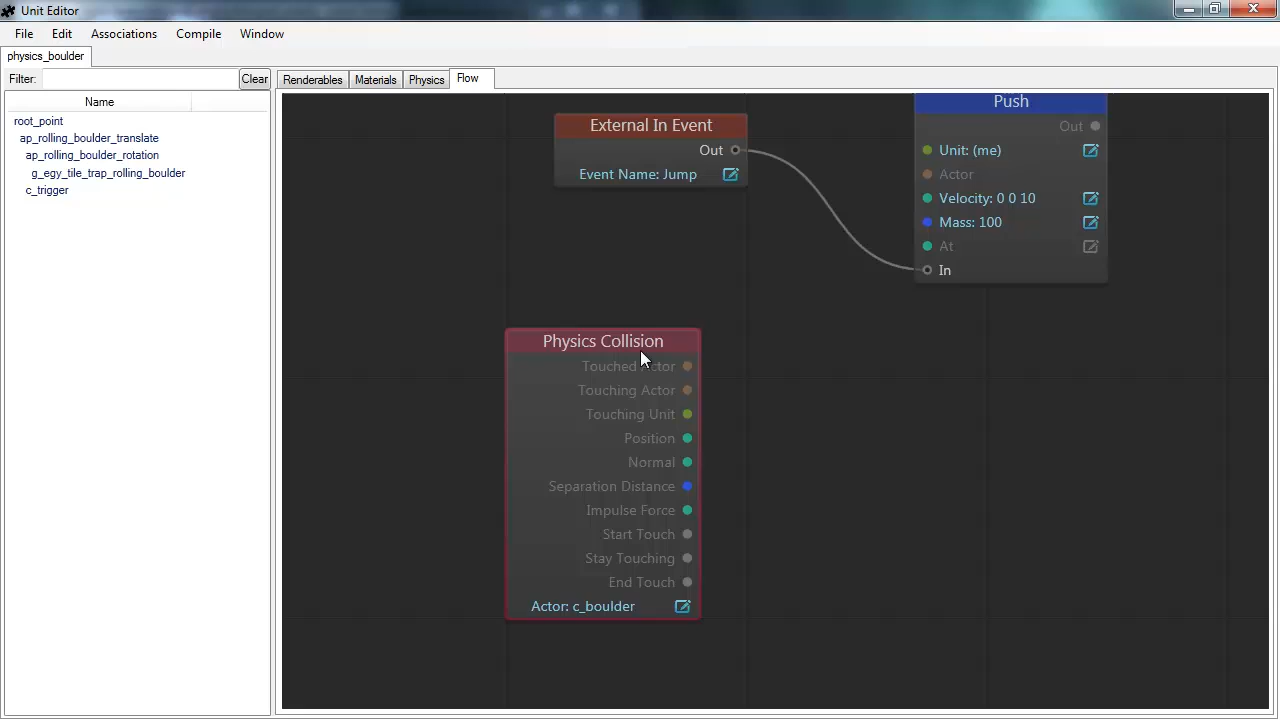 Unit Editor
File Edit Associations Compile Window
physics_boulder
Filter: Clear
Name
root_point
ap_rolling_boulder_translate
ap_rolling_boulder_rotation
g_egy_tile_trap_rolling_boulder
c_trigger
Renderables Materials Physics Flow
External In Event
Out
Event Name: Jump
Push
Out
Unit: (me)
Actor
Velocity: 0 0 10
Mass: 100
At
In
Physics Collision
Touched Actor
Touching Actor
Touching Unit
Position
Normal
Separation Distance
Impulse Force
Start Touch
Stay Touching
End Touch
Actor: c_boulder